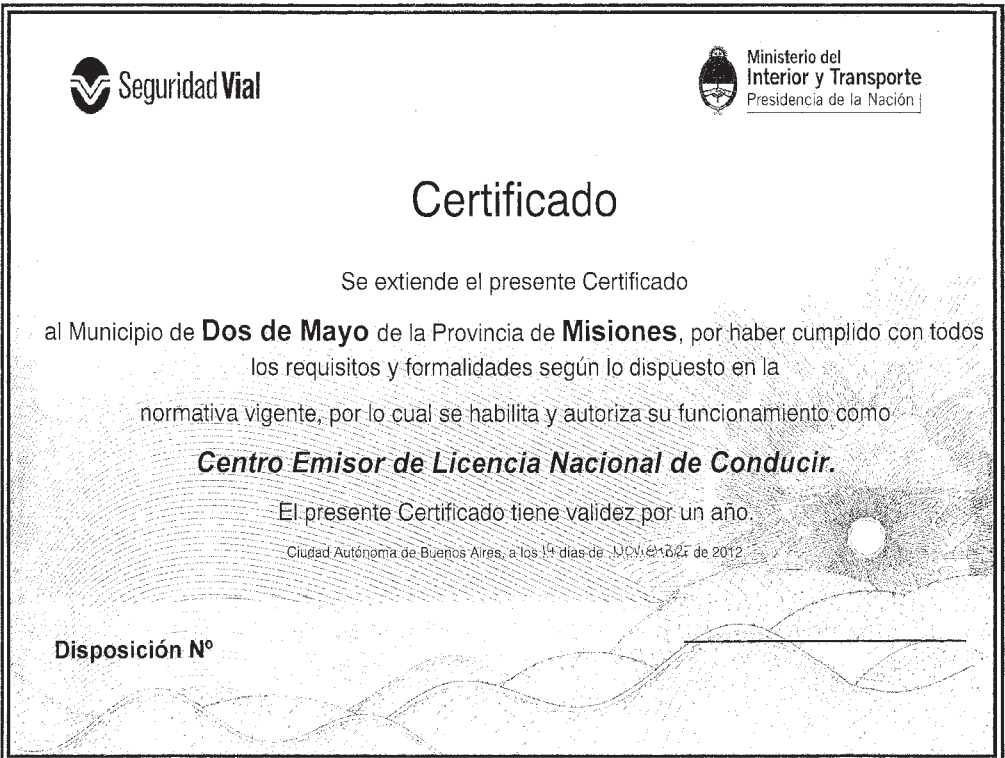 Seguridad Vial
Ministerio del
Interior y Transporte
Presidencia de la Nación
Certificado
Se extiende el presente Certificado
al Municipio de Dos de Mayo de la Provincia de Misiones, por haber cumplido con todos
los requisitos y formalidades según lo dispuesto en la
normativa vigente, por lo cual se habilita y autoriza su funcionamiento como
Centro Emisor de Licencia Nacional de Conducir.
El presente Certificado tiene validez por un año.
Ciudad Autónoma de Buenos Aires, a los 19 días de NOVIEMBRE de 2012
Disposición Nº